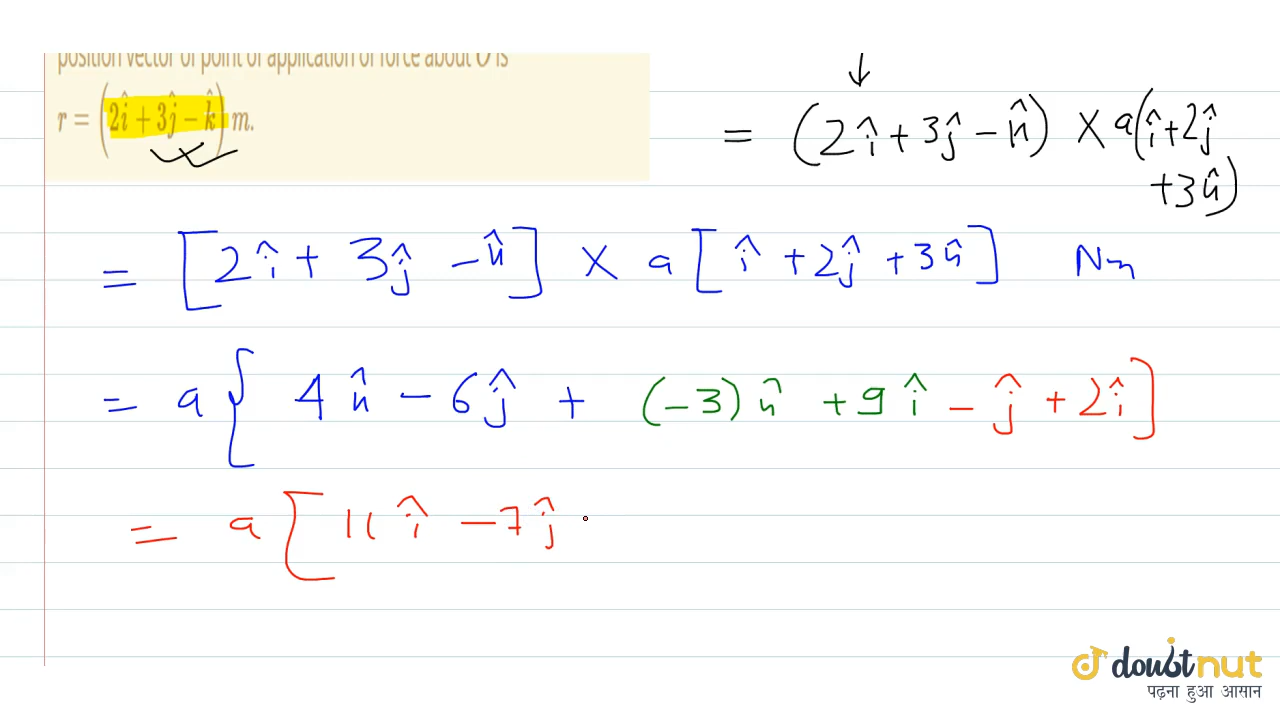 position vector of point of application of force about O is
r = (2î + 3ĵ − k̂) m.
= (2î + 3ĵ − k̂) × a(î + 2ĵ
+ 3k̂)
= [2î + 3ĵ − k̂] × a[î + 2ĵ + 3k̂] Nm
= a{4k̂ − 6ĵ + (−3)k̂ + 9î − ĵ + 2î]
= a[11î − 7ĵ
doubtnut
पढ़ना हुआ आसान